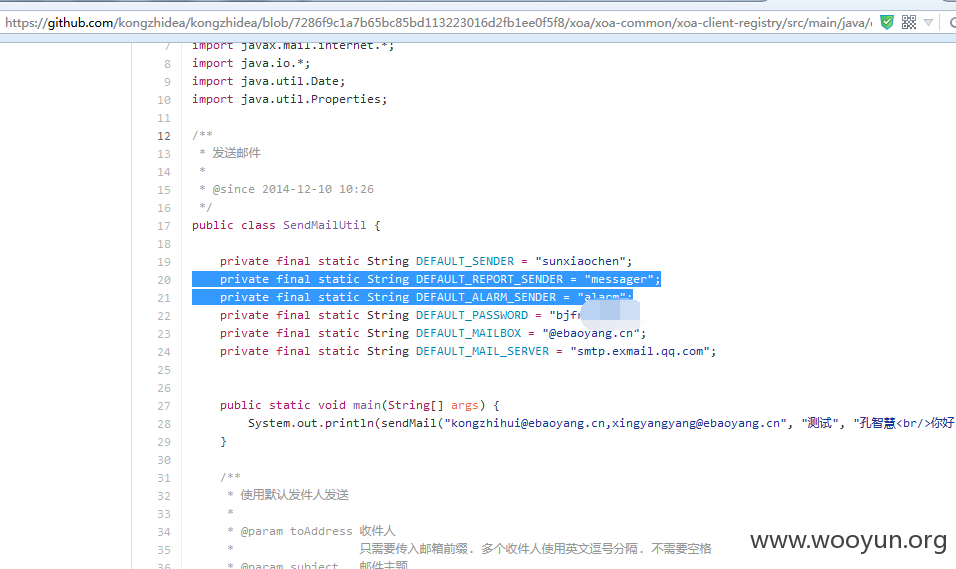 https://github.com/kongzhidea/kongzhidea/blob/7286f9c1a7b65bc85bd113223016d2fb1ee0f5f8/xoa/xoa-common/xoa-client-registry/src/main/java/
7 import javax.mail.internet.*;
8 import java.io.*;
9 import java.util.Date;
10 import java.util.Properties;
11
12 /**
13 * 发送邮件
14 *
15 * @since 2014-12-10 10:26
16 */
17 public class SendMailUtil {
18
19 private final static String DEFAULT_SENDER = "sunxiaochen";
20 private final static String DEFAULT_REPORT_SENDER = "messager";
21 private final static String DEFAULT_ALARM_SENDER = "alarm";
22 private final static String DEFAULT_PASSWORD = "bjf
23 private final static String DEFAULT_MAILBOX = "@ebaoyang.cn";
24 private final static String DEFAULT_MAIL_SERVER = "smtp.exmail.qq.com";
25
26
27 public static void main(String[] args) {
28 System.out.println(sendMail("kongzhihui@ebaoyang.cn,xingyangyang@ebaoyang.cn", "测试", "孔智慧<br/>你好
29 }
30
31 /**
32 * 使用默认发件人发送
33 *
34 * @param toAddress 收件人
35 * 只需要传入邮箱前缀. 多个收件人使用英文逗号分隔. 不需要空格
36 * @param subject 邮件主题
www.wooyun.org